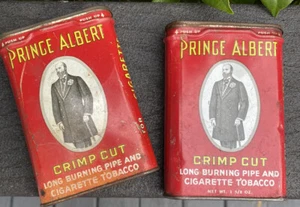 PRINCE ALBERT
CRIMP CUT
LONG BURNING PIPE AND
CIGARETTE TOBACCO
PRINCE ALBERT
CRIMP CUT
LONG BURNING PIPE AND
CIGARETTE TOBACCO